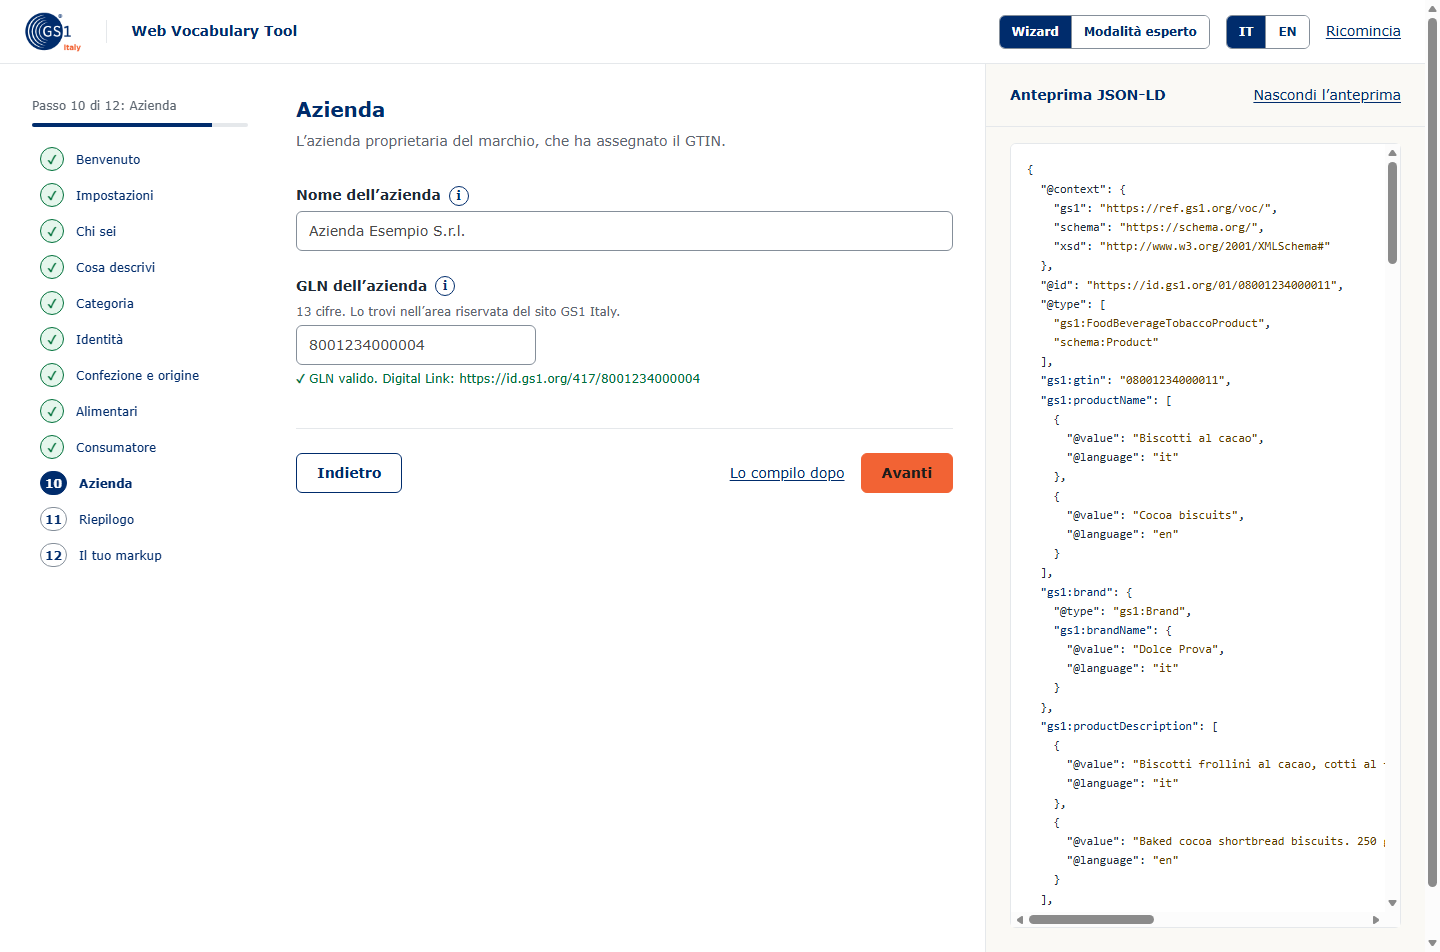 GS1 Italy
Web Vocabulary Tool
Wizard
Modalità esperto
IT
EN
Ricomincia
Passo 10 di 12: Azienda
✓ Benvenuto
✓ Impostazioni
✓ Chi sei
✓ Cosa descrivi
✓ Categoria
✓ Identità
✓ Confezione e origine
✓ Alimentari
✓ Consumatore
10 Azienda
11 Riepilogo
12 Il tuo markup
Azienda
L’azienda proprietaria del marchio, che ha assegnato il GTIN.
Nome dell’azienda i
Azienda Esempio S.r.l.
GLN dell’azienda i
13 cifre. Lo trovi nell’area riservata del sito GS1 Italy.
8001234000004
✓ GLN valido. Digital Link: https://id.gs1.org/417/8001234000004
Indietro
Lo compilo dopo
Avanti
Anteprima JSON-LD
Nascondi l’anteprima
{
"@context": {
"gs1": "https://ref.gs1.org/voc/",
"schema": "https://schema.org/",
"xsd": "http://www.w3.org/2001/XMLSchema#"
},
"@id": "https://id.gs1.org/01/08001234000011",
"@type": [
"gs1:FoodBeverageTobaccoProduct",
"schema:Product"
],
"gs1:gtin": "08001234000011",
"gs1:productName": [
{
"@value": "Biscotti al cacao",
"@language": "it"
},
{
"@value": "Cocoa biscuits",
"@language": "en"
}
],
"gs1:brand": {
"@type": "gs1:Brand",
"gs1:brandName": {
"@value": "Dolce Prova",
"@language": "it"
}
},
"gs1:productDescription": [
{
"@value": "Biscotti frollini al cacao, cotti al
"@language": "it"
},
{
"@value": "Baked cocoa shortbread biscuits. 250
"@language": "en"
}
],